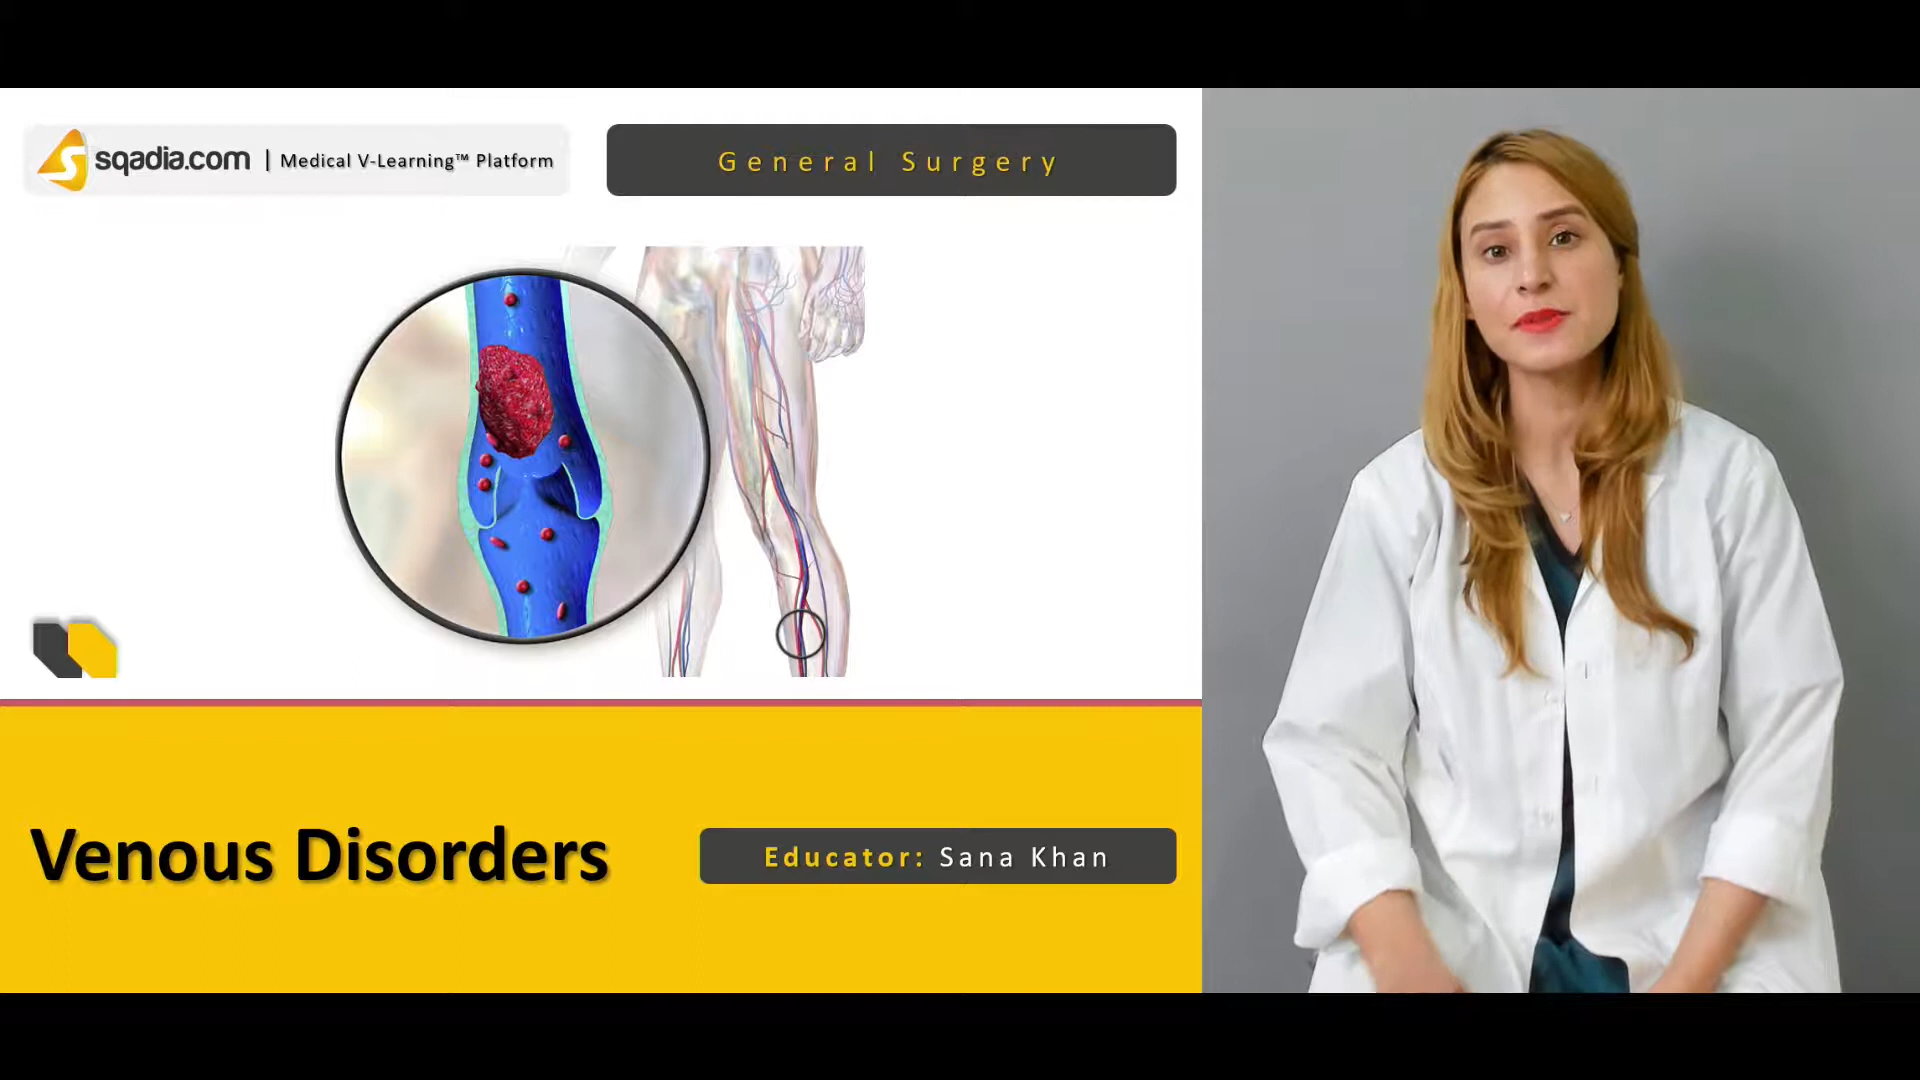 sqadia.com | Medical V-Learning™ Platform
General Surgery
Venous Disorders
Educator: Sana Khan